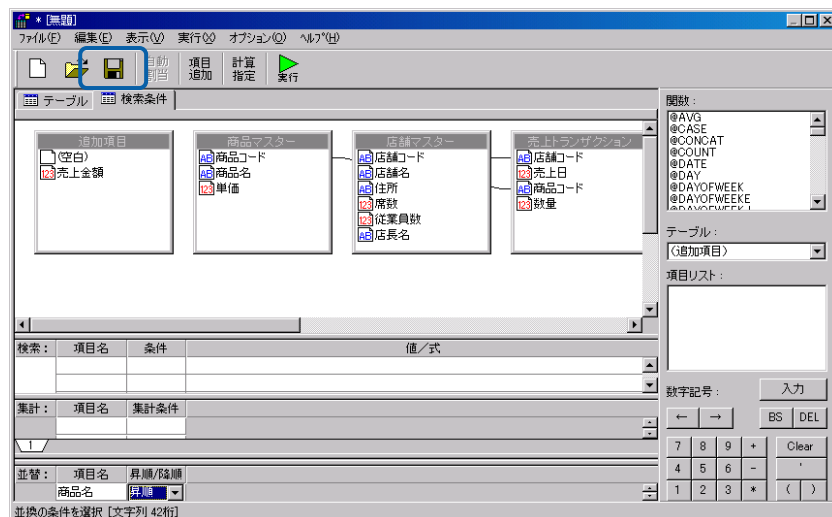 * [無題]
ファイル(F) 編集(E) 表示(V) 実行(X) オプション(O) ヘルプ(H)
自動割当 項目追加 計算指定 実行
テーブル 検索条件
追加項目
(空白)
売上金額
商品マスター
商品コード
商品名
単価
店舗マスター
店舗コード
店舗名
住所
席数
従業員数
店長名
売上トランザクション
店舗コード
売上日
商品コード
数量
検索: 項目名 条件 値／式
集計: 項目名 集計条件
1
並替: 項目名 昇順/降順
商品名 昇順
並換の条件を選択 [文字列 42桁]
関数:
@AVG
@CASE
@CONCAT
@COUNT
@DATE
@DAY
@DAYOFWEEK
@DAYOFWEEKE
テーブル:
(追加項目)
項目リスト:
数字記号: 入力
← → BS DEL
7 8 9 + Clear
4 5 6 - '
1 2 3 * ( )